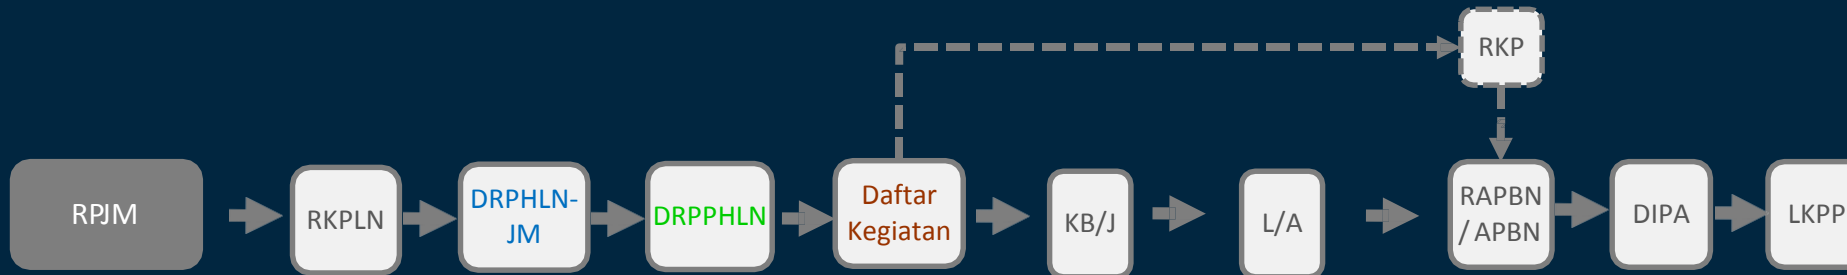 RKP
RPJM
RKPLN
DRPHLN-
JM
DRPPHLN
Daftar
Kegiatan
KB/J
L/A
RAPBN
/ APBN
DIPA
LKPP